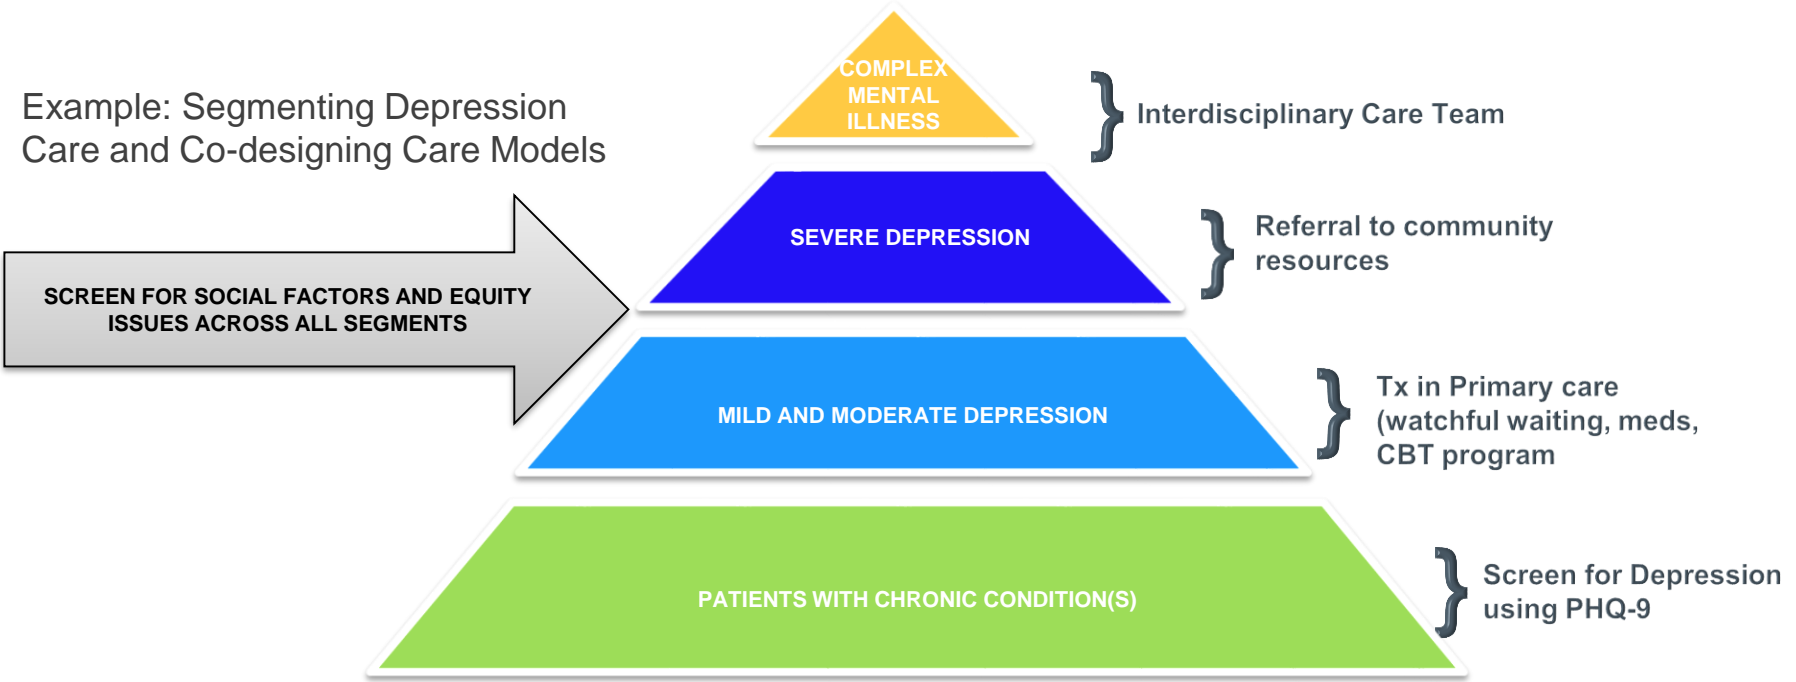 Example: Segmenting Depression
Care and Co-designing Care Models
SCREEN FOR SOCIAL FACTORS AND EQUITY
ISSUES ACROSS ALL SEGMENTS
COMPLEX
MENTAL
ILLNESS
Interdisciplinary Care Team
SEVERE DEPRESSION
Referral to community
resources
MILD AND MODERATE DEPRESSION
Tx in Primary care
(watchful waiting, meds,
CBT program
PATIENTS WITH CHRONIC CONDITION(S)
Screen for Depression
using PHQ-9